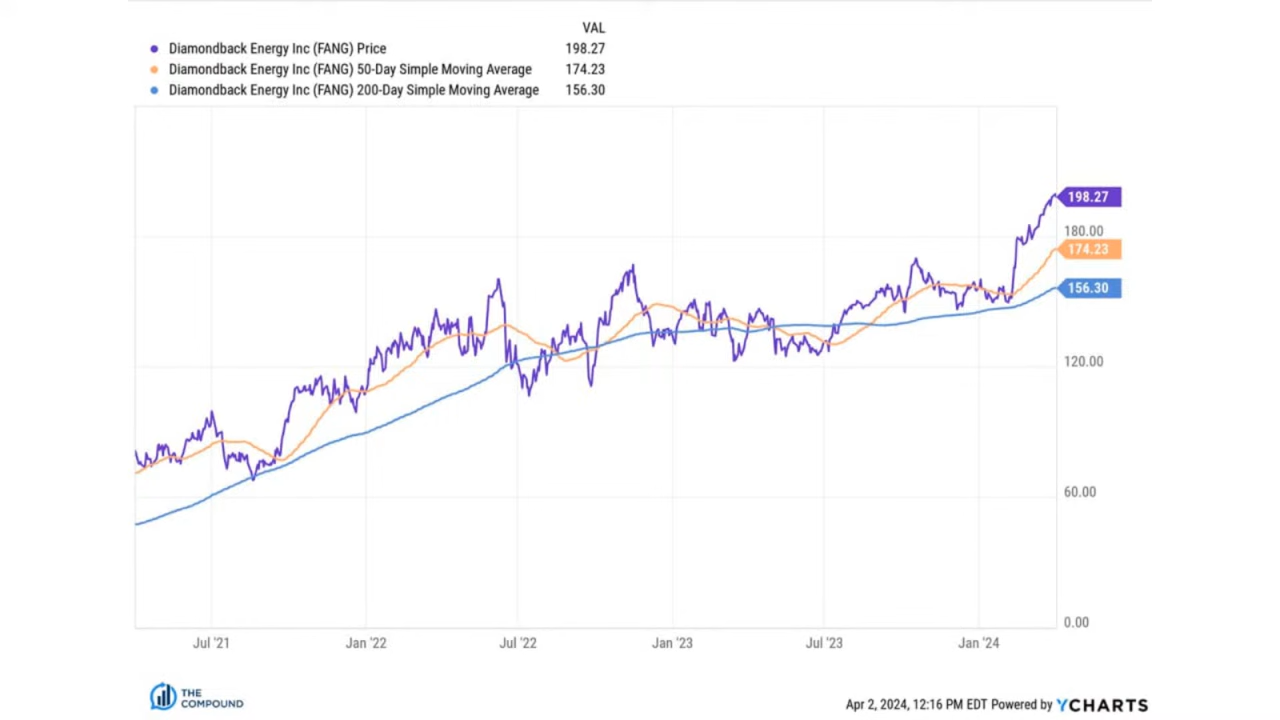 VAL
Diamondback Energy Inc (FANG) Price 198.27
Diamondback Energy Inc (FANG) 50-Day Simple Moving Average 174.23
Diamondback Energy Inc (FANG) 200-Day Simple Moving Average 156.30
198.27
180.00
174.23
156.30
120.00
60.00
0.00
Jul '21 Jan '22 Jul '22 Jan '23 Jul '23 Jan '24
THE
COMPOUND
Apr 2, 2024, 12:16 PM EDT Powered by YCHARTS